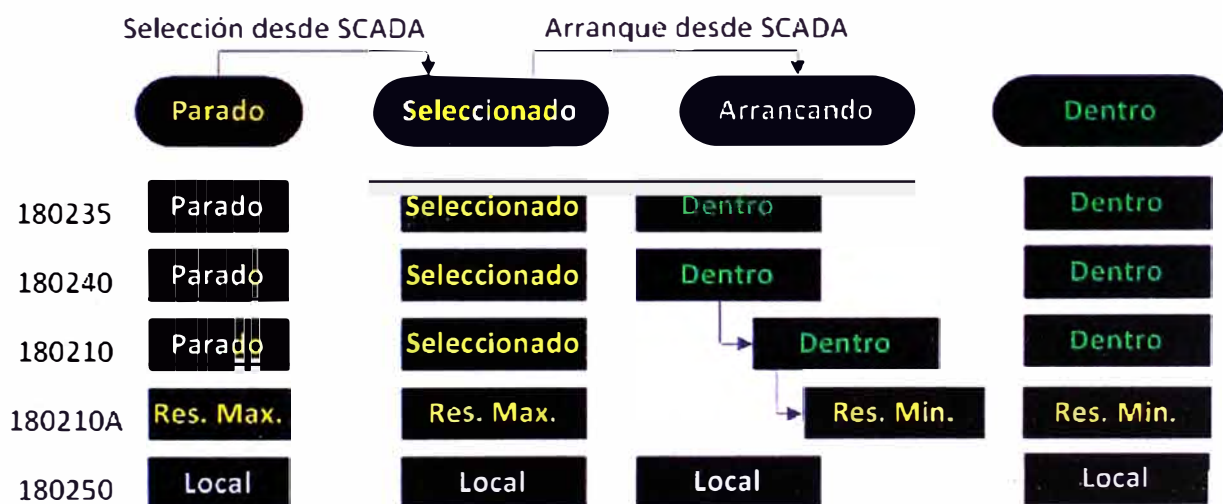 Selección desde SCADA Arranque desde SCADA
Parado Seleccionado Arrancando Dentro
180235 Parado Seleccionado Dentro Dentro
180240 Parado Seleccionado Dentro Dentro
180210 Parado Seleccionado Dentro Dentro
180210A Res. Max. Res. Max. Res. Min. Res. Min.
180250 Local Local Local Local